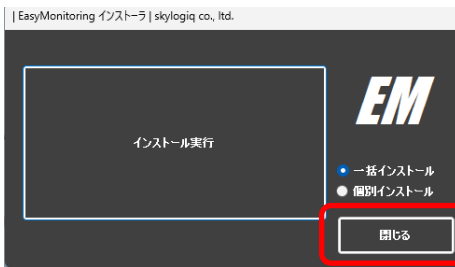 | EasyMonitoring インストーラ | skylogiq co., ltd.
EM
インストール実行
一括インストール
個別インストール
閉じる